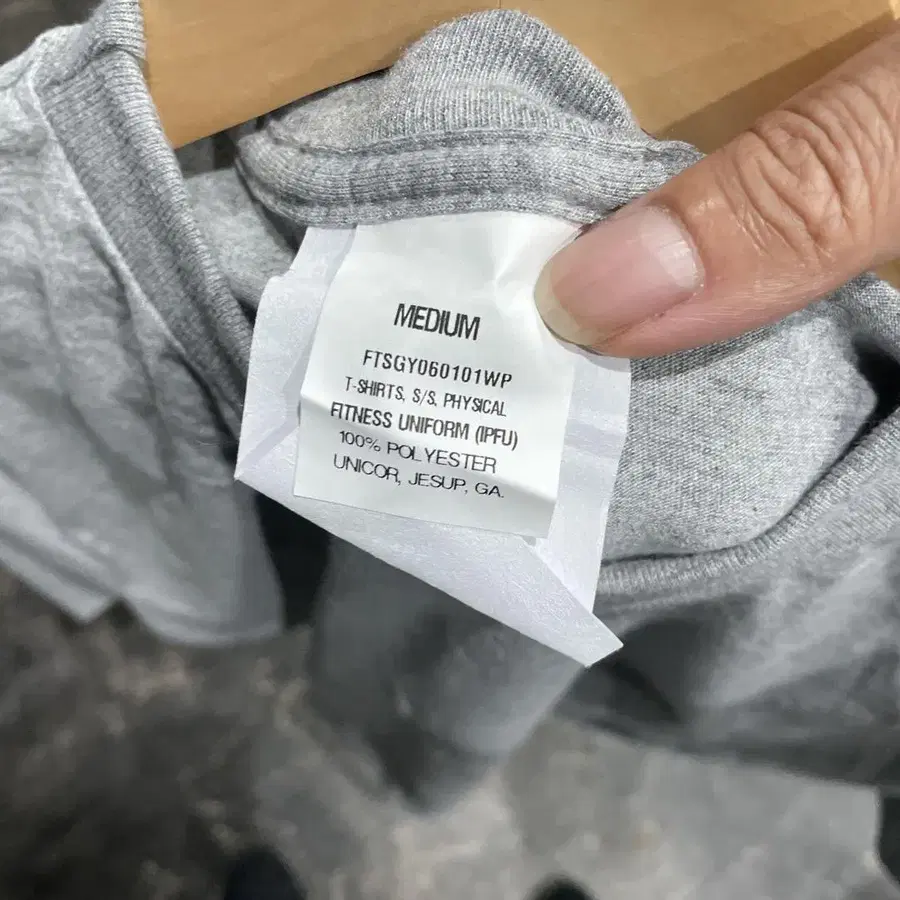 MEDIUM
FTSGY060101WP
T-SHIRTS, S/S, PHYSICAL
FITNESS UNIFORM (IPFU)
100% POLYESTER
UNICOR, JESUP, GA.